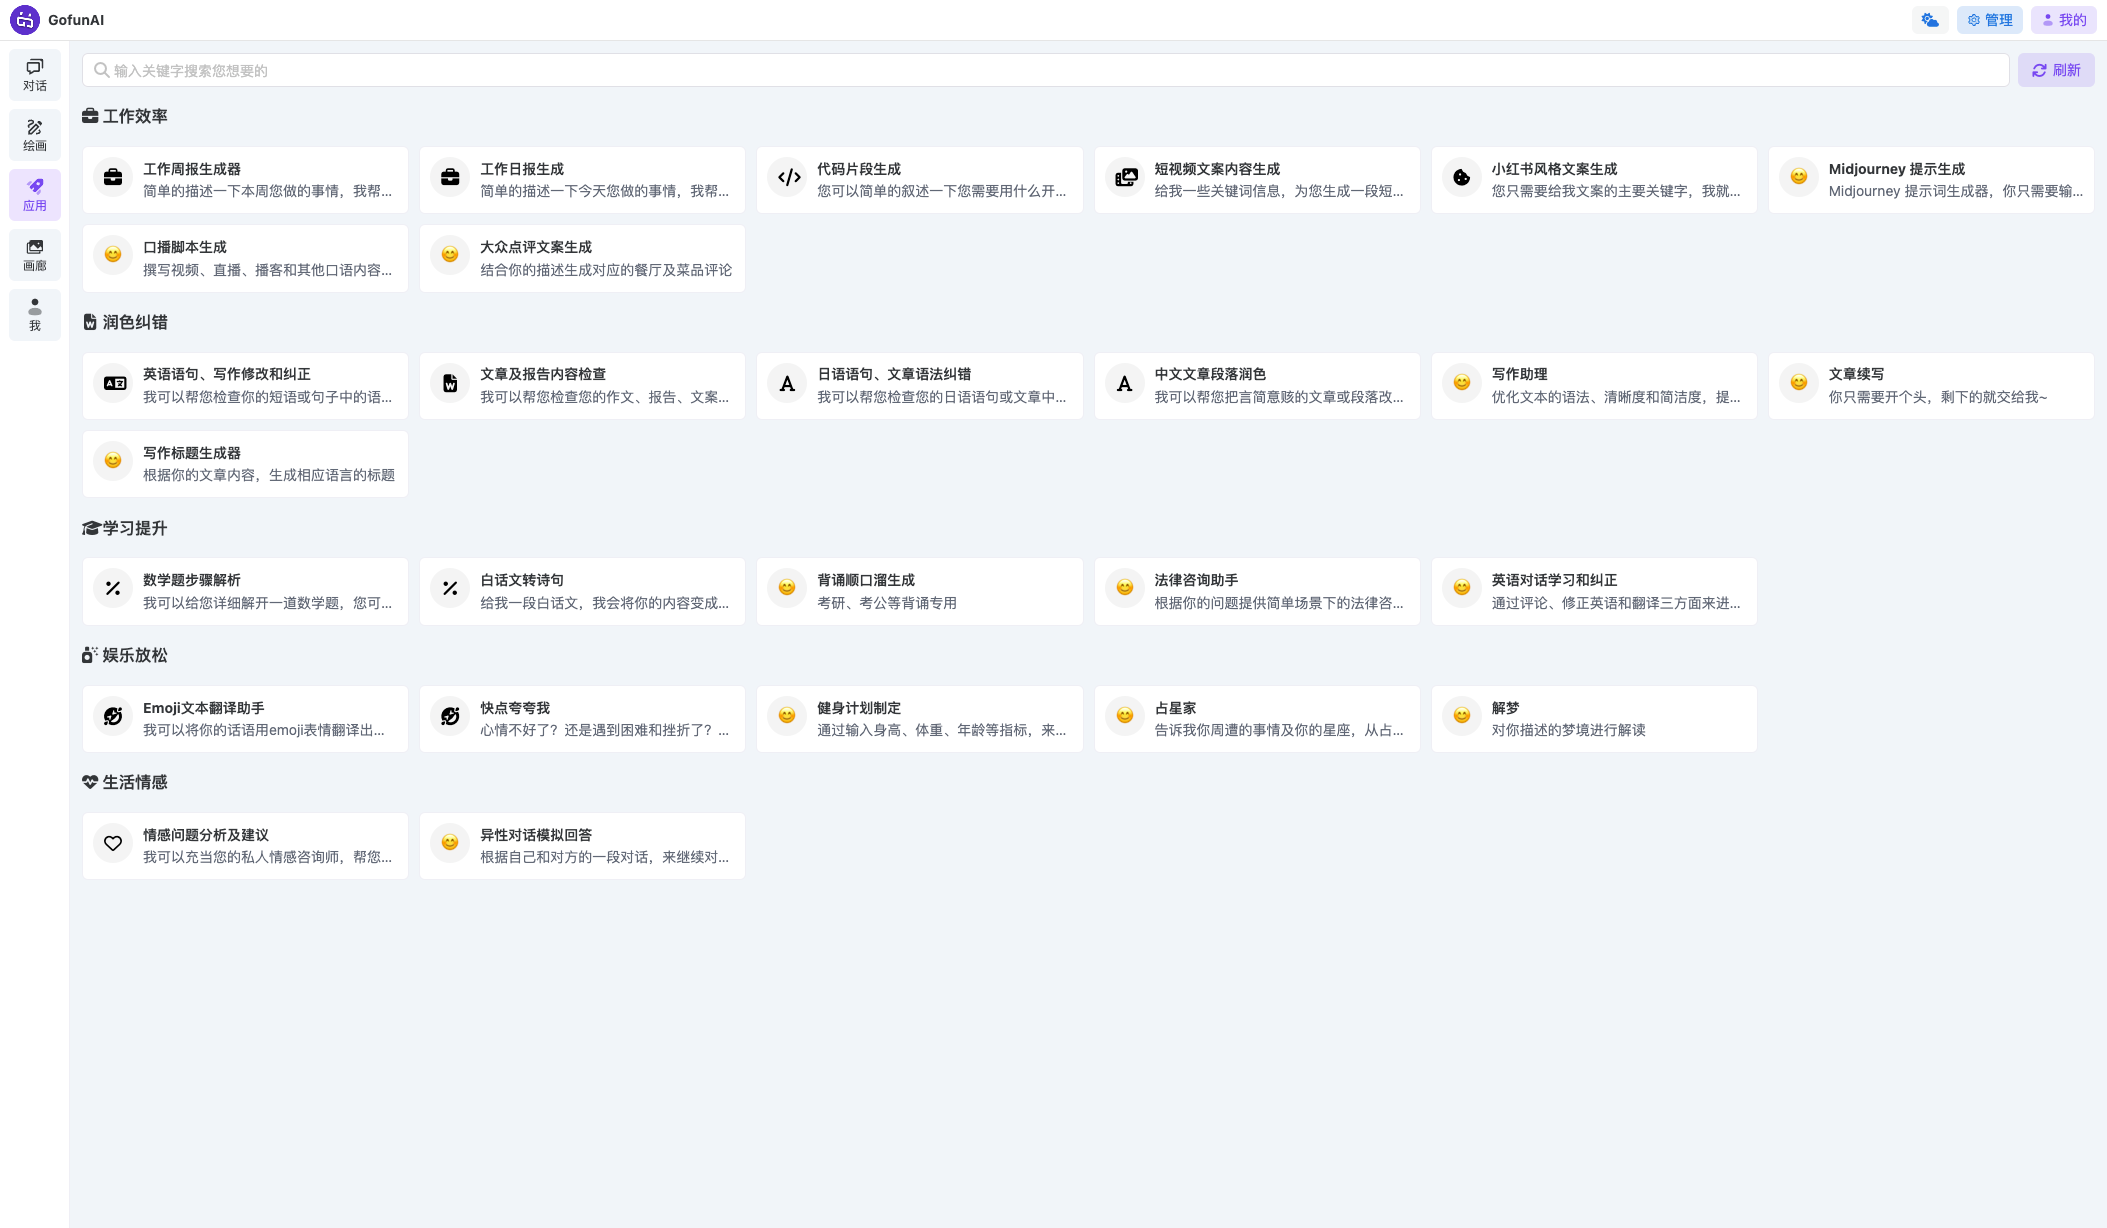 GofunAI
管理
我的
对话
绘画
应用
画廊
我
输入关键字搜索您想要的
刷新
工作效率
工作周报生成器
简单的描述一下本周您做的事情，我帮...
工作日报生成
简单的描述一下今天您做的事情，我帮...
代码片段生成
您可以简单的叙述一下您需要用什么开...
短视频文案内容生成
给我一些关键词信息，为您生成一段短...
小红书风格文案生成
您只需要给我文案的主要关键字，我就...
Midjourney 提示生成
Midjourney 提示词生成器，你只需要输...
口播脚本生成
撰写视频、直播、播客和其他口语内容...
大众点评文案生成
结合你的描述生成对应的餐厅及菜品评论
润色纠错
英语语句、写作修改和纠正
我可以帮您检查你的短语或句子中的语...
文章及报告内容检查
我可以帮您检查您的作文、报告、文案...
日语语句、文章语法纠错
我可以帮您检查您的日语语句或文章中...
中文文章段落润色
我可以帮您把言简意赅的文章或段落改...
写作助理
优化文本的语法、清晰度和简洁度，提...
文章续写
你只需要开个头，剩下的就交给我~
写作标题生成器
根据你的文章内容，生成相应语言的标题
学习提升
数学题步骤解析
我可以给您详细解开一道数学题，您可...
白话文转诗句
给我一段白话文，我会将你的内容变成...
背诵顺口溜生成
考研、考公等背诵专用
法律咨询助手
根据你的问题提供简单场景下的法律咨...
英语对话学习和纠正
通过评论、修正英语和翻译三方面来进...
娱乐放松
Emoji文本翻译助手
我可以将你的话语用emoji表情翻译出...
快点夸夸我
心情不好了？还是遇到困难和挫折了？...
健身计划制定
通过输入身高、体重、年龄等指标，来...
占星家
告诉我你周遭的事情及你的星座，从占...
解梦
对你描述的梦境进行解读
生活情感
情感问题分析及建议
我可以充当您的私人情感咨询师，帮您...
异性对话模拟回答
根据自己和对方的一段对话，来继续对...